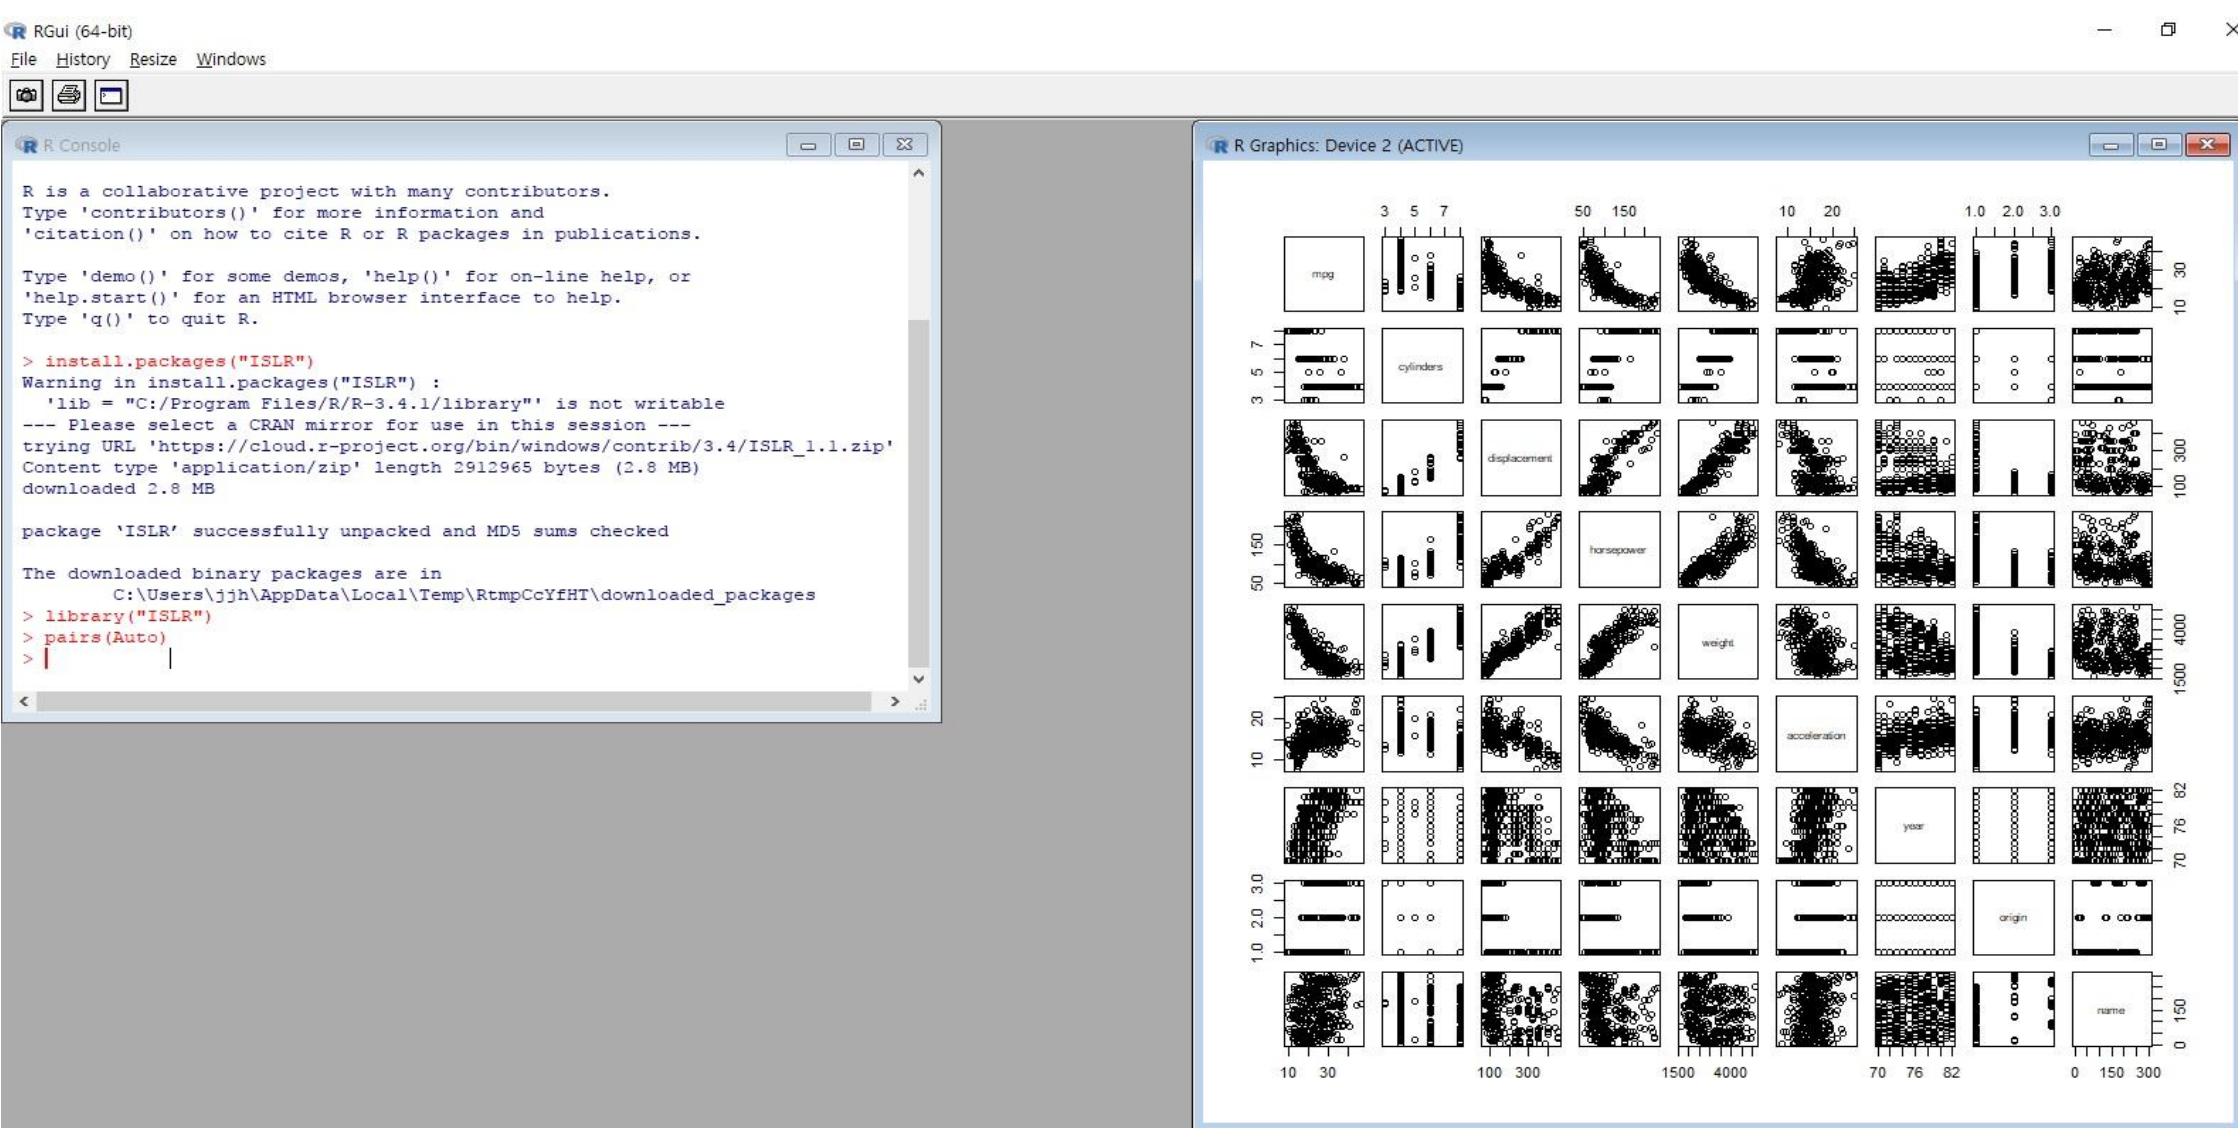 RGui (64-bit)
File History Resize Windows
R Console
R is a collaborative project with many contributors.
Type 'contributors()' for more information and
'citation()' on how to cite R or R packages in publications.
Type 'demo()' for some demos, 'help()' for on-line help, or
'help.start()' for an HTML browser interface to help.
Type 'q()' to quit R.
> install.packages("ISLR")
Warning in install.packages("ISLR") :
'lib = "C:/Program Files/R/R-3.4.1/library"' is not writable
--- Please select a CRAN mirror for use in this session ---
trying URL 'https://cloud.r-project.org/bin/windows/contrib/3.4/ISLR_1.1.zip'
Content type 'application/zip' length 2912965 bytes (2.8 MB)
downloaded 2.8 MB
package ‘ISLR’ successfully unpacked and MD5 sums checked
The downloaded binary packages are in
C:\Users\jjh\AppData\Local\Temp\RtmpCcYfHT\downloaded_packages
> library("ISLR")
> pairs(Auto)
>
R Graphics: Device 2 (ACTIVE)
3 5 7 50 150 10 20 1.0 2.0 3.0
mpg
10 30
cylinders
3 5 7
displacement
100 300
horsepower
50 150
weight
1500 4000
acceleration
10 20
year
70 76 82
origin
1.0 2.0 3.0
name
0 150
10 30 100 300 1500 4000 70 76 82 0 150 300